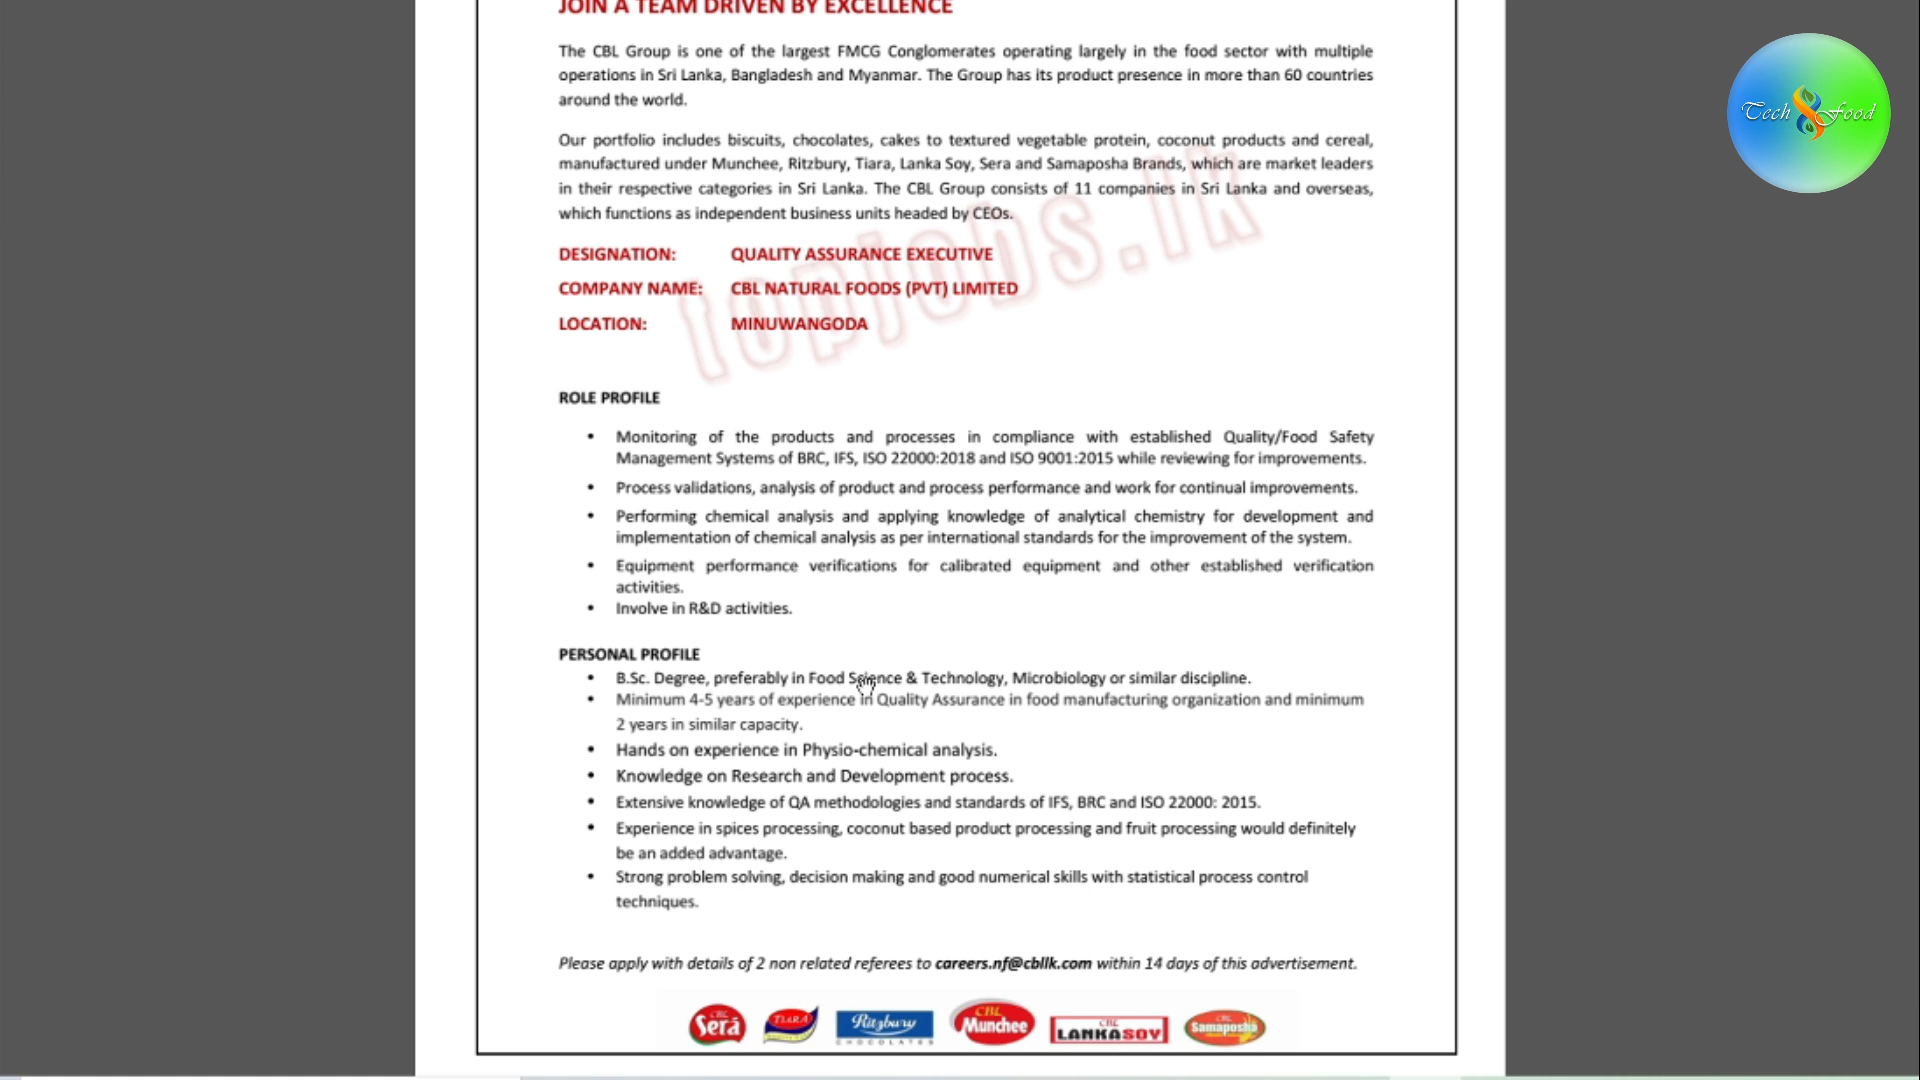 JOIN A TEAM DRIVEN BY EXCELLENCE
The CBL Group is one of the largest FMCG Conglomerates operating largely in the food sector with multiple
operations in Sri Lanka, Bangladesh and Myanmar. The Group has its product presence in more than 60 countries
around the world.
Our portfolio includes biscuits, chocolates, cakes to textured vegetable protein, coconut products and cereal,
manufactured under Munchee, Ritzbury, Tiara, Lanka Soy, Sera and Samaposha Brands, which are market leaders
in their respective categories in Sri Lanka. The CBL Group consists of 11 companies in Sri Lanka and overseas,
which functions as independent business units headed by CEOs.
DESIGNATION: QUALITY ASSURANCE EXECUTIVE
COMPANY NAME: CBL NATURAL FOODS (PVT) LIMITED
LOCATION: MINUWANGODA
topjobs.lk
ROLE PROFILE
• Monitoring of the products and processes in compliance with established Quality/Food Safety
Management Systems of BRC, IFS, ISO 22000:2018 and ISO 9001:2015 while reviewing for improvements.
• Process validations, analysis of product and process performance and work for continual improvements.
• Performing chemical analysis and applying knowledge of analytical chemistry for development and
implementation of chemical analysis as per international standards for the improvement of the system.
• Equipment performance verifications for calibrated equipment and other established verification
activities.
• Involve in R&D activities.
PERSONAL PROFILE
• B.Sc. Degree, preferably in Food Science & Technology, Microbiology or similar discipline.
• Minimum 4-5 years of experience in Quality Assurance in food manufacturing organization and minimum
2 years in similar capacity.
• Hands on experience in Physio-chemical analysis.
• Knowledge on Research and Development process.
• Extensive knowledge of QA methodologies and standards of IFS, BRC and ISO 22000: 2015.
• Experience in spices processing, coconut based product processing and fruit processing would definitely
be an added advantage.
• Strong problem solving, decision making and good numerical skills with statistical process control
techniques.
Please apply with details of 2 non related referees to careers.nf@cbllk.com within 14 days of this advertisement.
CBL Sera TIARA Ritzbury CHOCOLATES CBL Munchee CBL LANKASOY CBL Samaposha
Tech Food